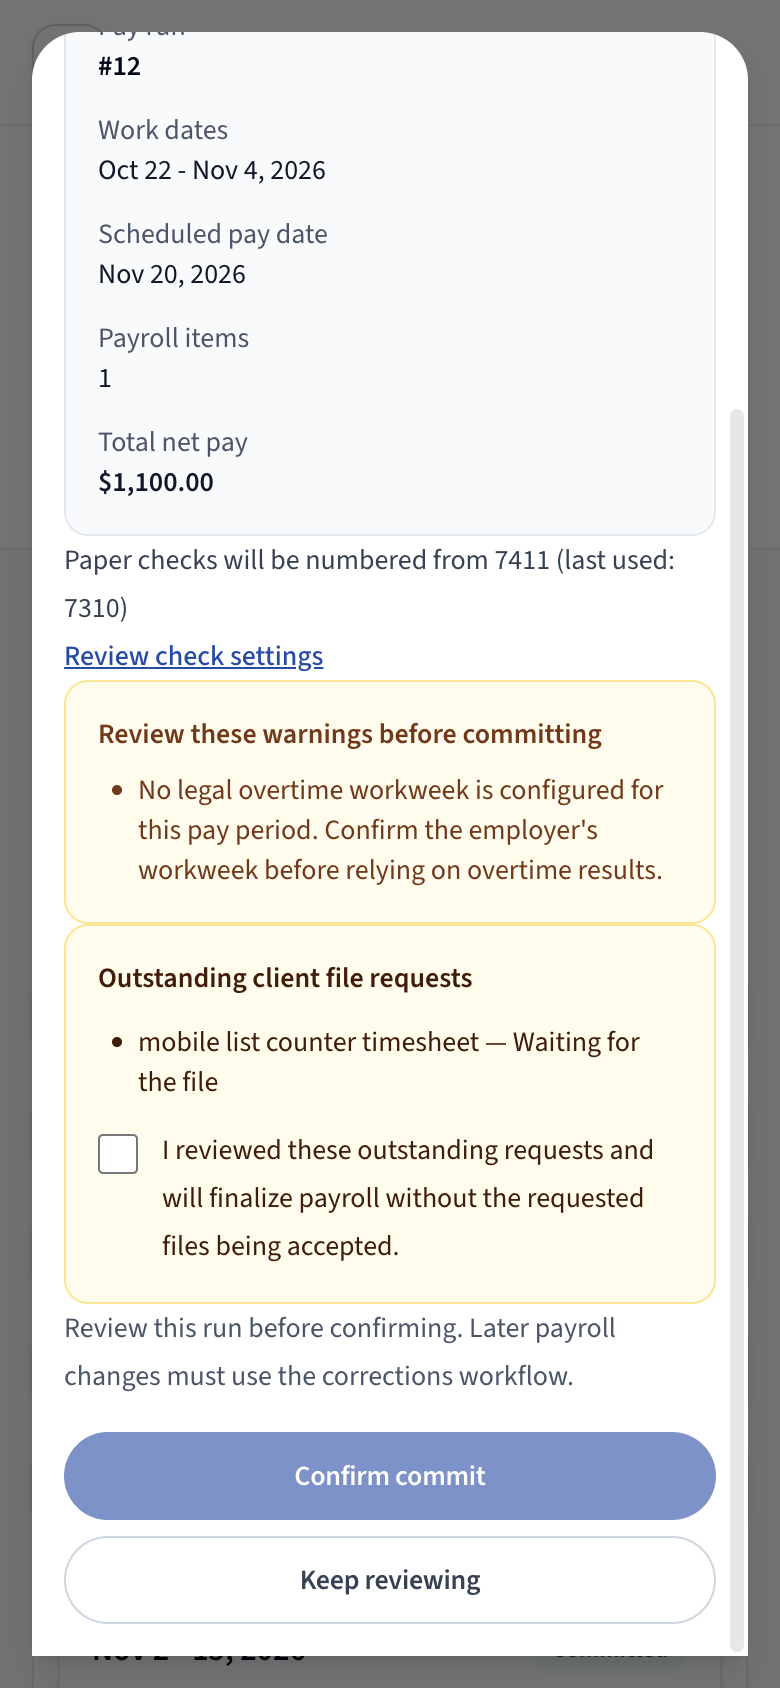 Pay run
#12
Work dates
Oct 22 - Nov 4, 2026
Scheduled pay date
Nov 20, 2026
Payroll items
1
Total net pay
$1,100.00
Paper checks will be numbered from 7411 (last used:
7310)
Review check settings
Review these warnings before committing
• No legal overtime workweek is configured for
this pay period. Confirm the employer's
workweek before relying on overtime results.
Outstanding client file requests
• mobile list counter timesheet — Waiting for
the file
I reviewed these outstanding requests and
will finalize payroll without the requested
files being accepted.
Review this run before confirming. Later payroll
changes must use the corrections workflow.
Confirm commit
Keep reviewing